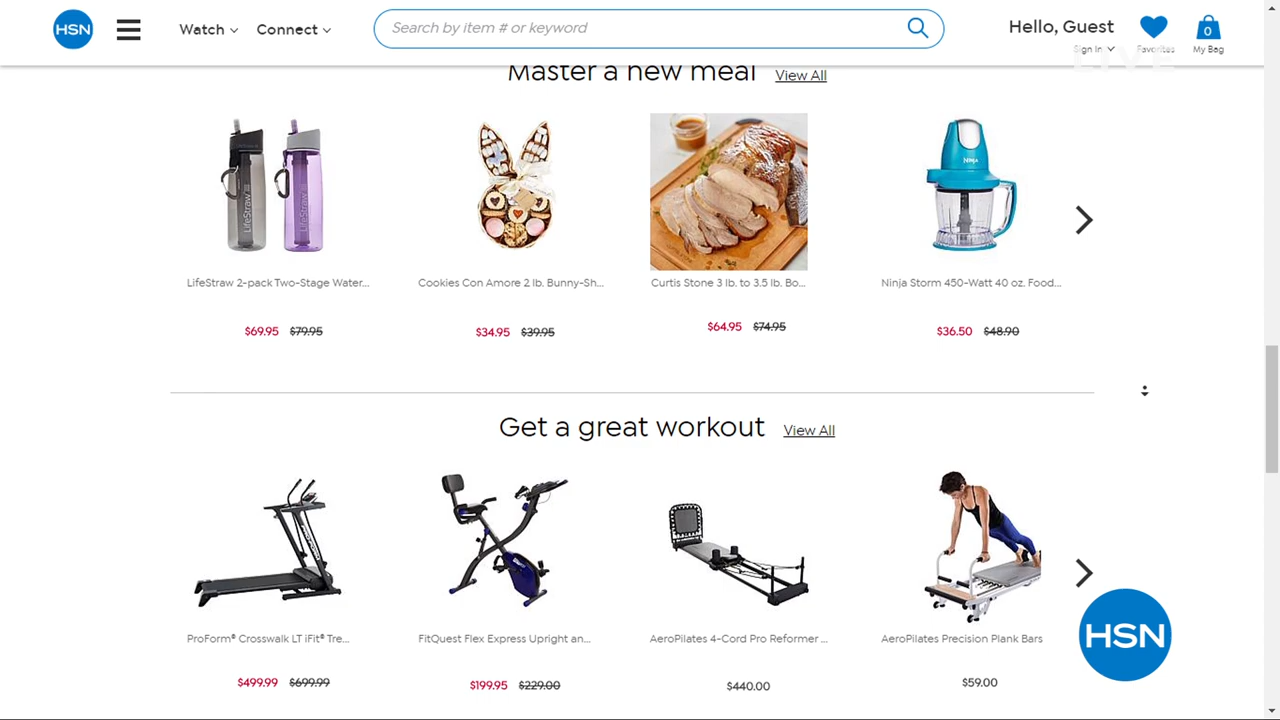 HSN
Watch
Connect
Search by item # or keyword
Hello, Guest
Sign In
Favorites
0
My Bag
LIVE
Master a new meal View All
LifeStraw
LifeStraw
Ninja
LifeStraw 2-pack Two-Stage Water...
Cookies Con Amore 2 lb. Bunny-Sh...
Curtis Stone 3 lb. to 3.5 lb. Bo...
Ninja Storm 450-Watt 40 oz. Food...
$69.95 $79.95
$34.95 $39.95
$64.95 $74.95
$36.50 $48.90
Get a great workout View All
ProForm® Crosswalk LT iFit® Tre...
FitQuest Flex Express Upright an...
AeroPilates 4-Cord Pro Reformer ...
AeroPilates Precision Plank Bars
$499.99 $699.99
$199.95 $229.00
$440.00
$59.00
HSN